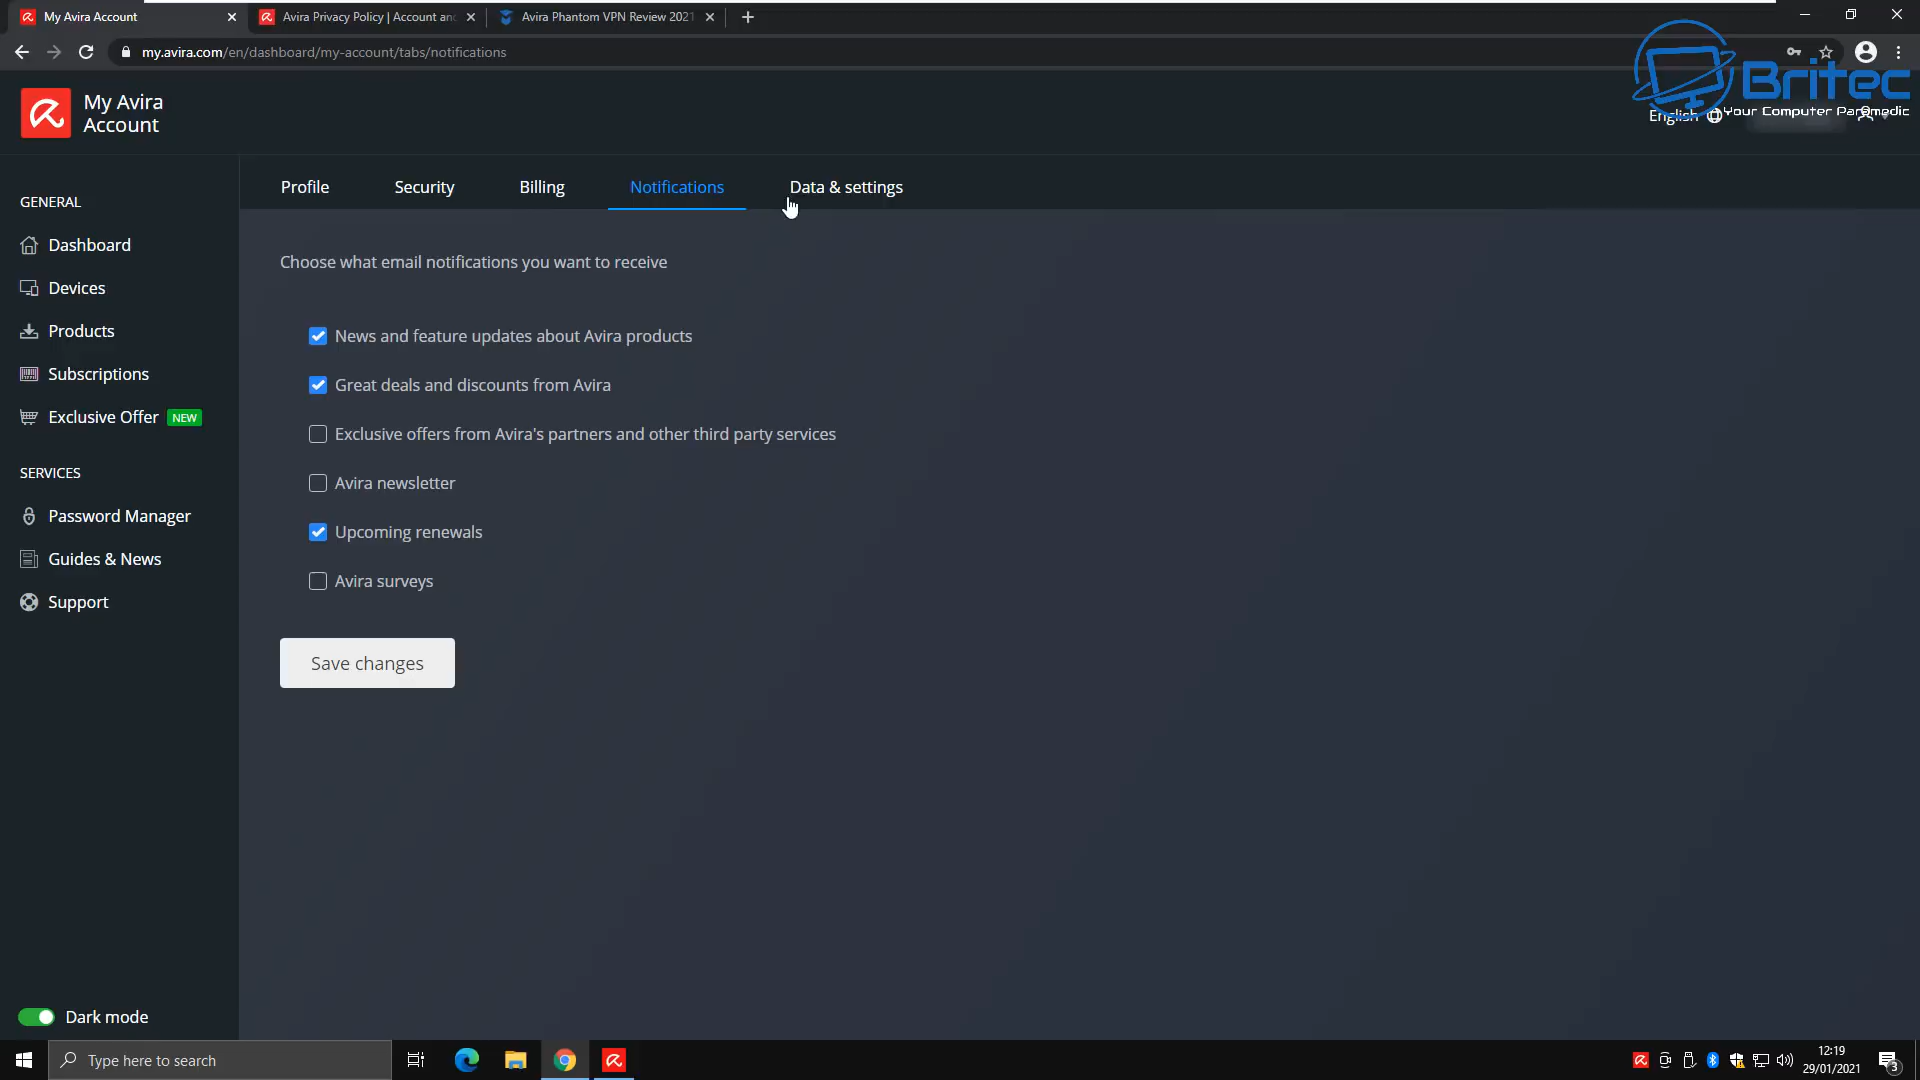 My Avira Account
Avira Privacy Policy | Account and
Avira Phantom VPN Review 2021
my.avira.com/en/dashboard/my-account/tabs/notifications
Britec
Your Computer Paramedic
My Avira
Account
English
Profile
Security
Billing
Notifications
Data & settings
GENERAL
Dashboard
Devices
Products
Subscriptions
Exclusive Offer NEW
SERVICES
Password Manager
Guides & News
Support
Choose what email notifications you want to receive
News and feature updates about Avira products
Great deals and discounts from Avira
Exclusive offers from Avira's partners and other third party services
Avira newsletter
Upcoming renewals
Avira surveys
Save changes
Dark mode
Type here to search
12:19
29/01/2021
3